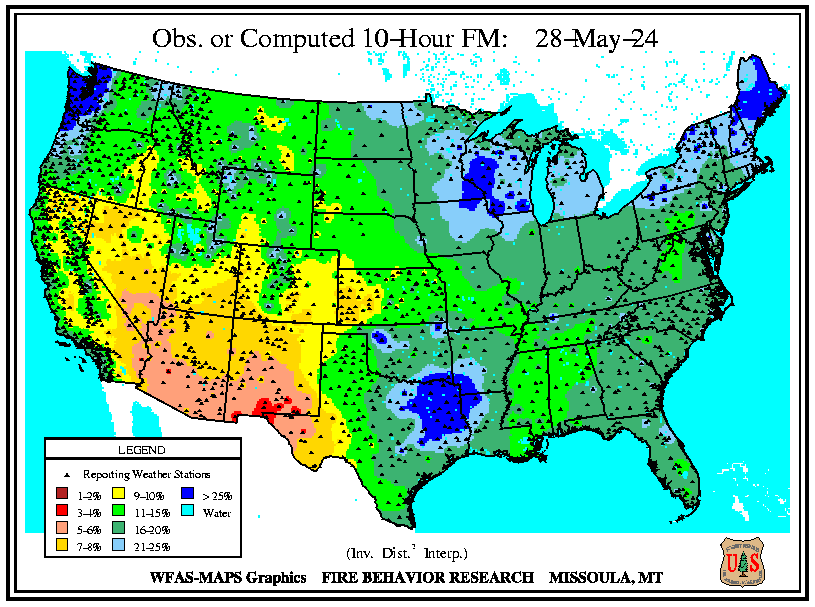 Obs. or Computed 10-Hour FM: 28-May-24
LEGEND
Reporting Weather Stations
1-2%
3-4%
5-6%
7-8%
9-10%
11-15%
16-20%
21-25%
> 25%
Water
(Inv. Dist.² Interp.)
WFAS-MAPS Graphics FIRE BEHAVIOR RESEARCH MISSOULA, MT
U S